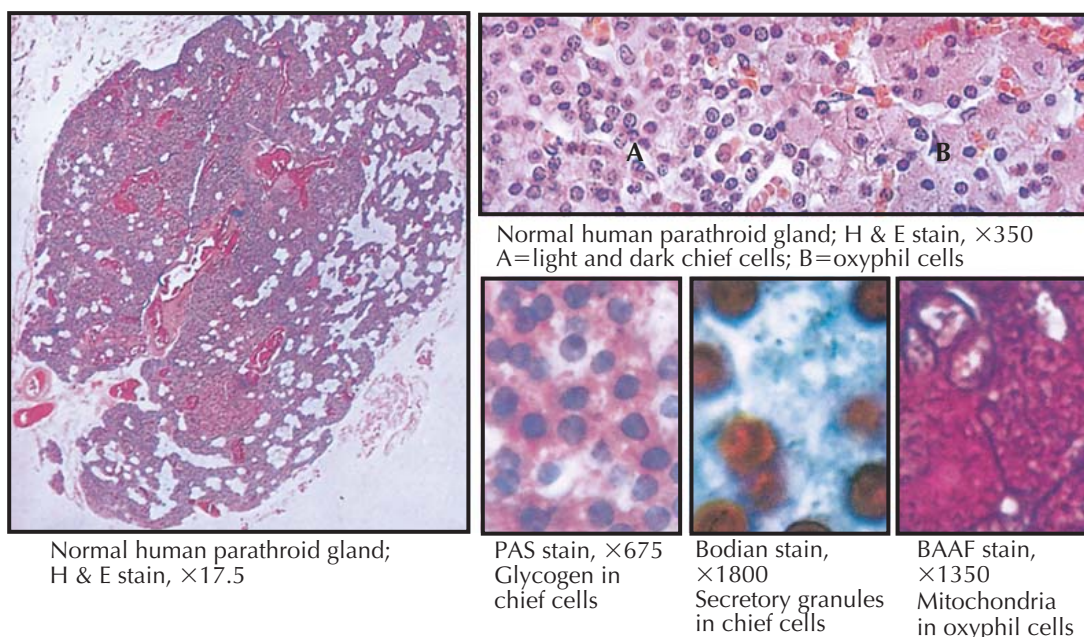 A
B
Normal human parathroid gland; H & E stain, ×350
A=light and dark chief cells; B=oxyphil cells
Normal human parathroid gland;
H & E stain, ×17.5
PAS stain, ×675
Glycogen in
chief cells
Bodian stain,
×1800
Secretory granules
in chief cells
BAAF stain,
×1350
Mitochondria
in oxyphil cells